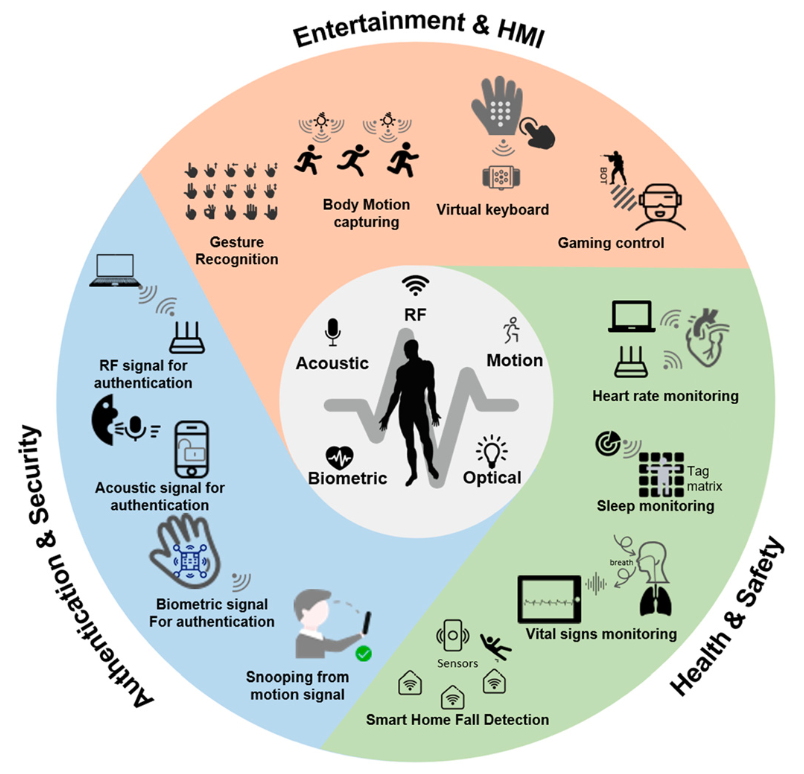 Entertainment & HMI
Gesture
Recognition
Body Motion
capturing
Virtual keyboard
BOT
Gaming control
RF signal for
authentication
Acoustic signal for
authentication
Biometric signal
For authentication
Snooping from
motion signal
Authentication & Security
RF
Acoustic
Motion
Biometric
Optical
Heart rate monitoring
Tag
matrix
Sleep monitoring
breath
Vital signs monitoring
Sensors
Smart Home Fall Detection
Health & Safety